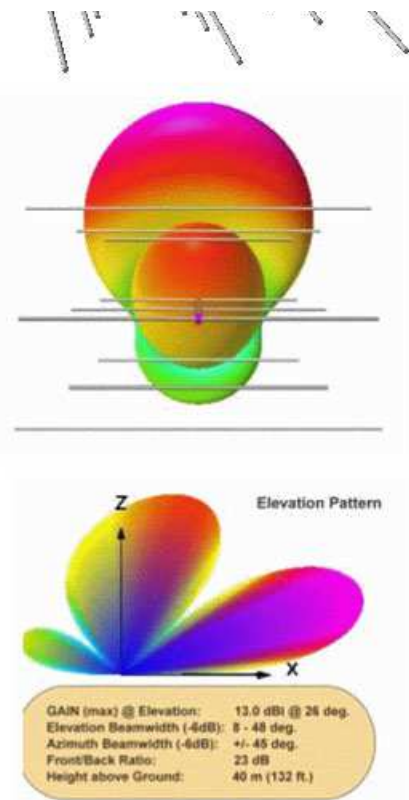 Z
Elevation Pattern
X
GAIN (max) @ Elevation: 13.0 dBi @ 26 deg.
Elevation Beamwidth (-6dB): 8 - 48 deg.
Azimuth Beamwidth (-6dB): +/- 45 deg.
Front/Back Ratio: 23 dB
Height above Ground: 40 m (132 ft.)